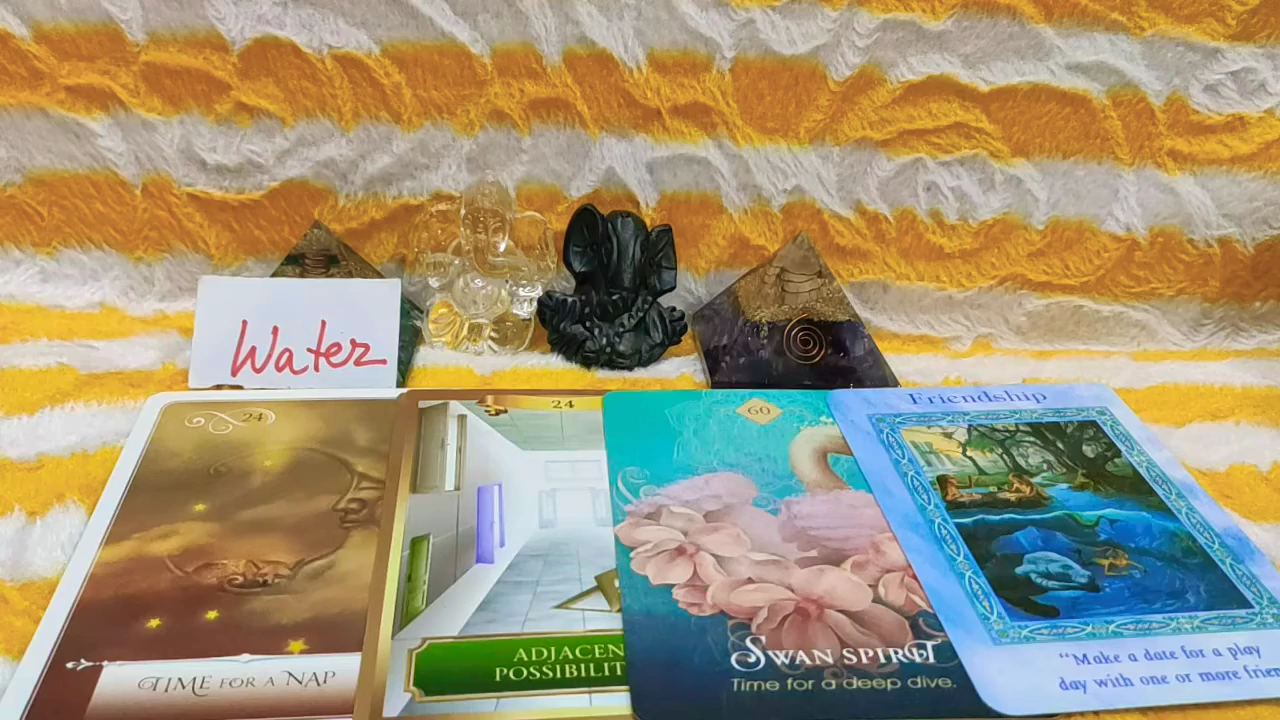 Water
24
TIME FOR A NAP
24
ADJACEN
POSSIBILIT
60
SWAN SPIRIT
Time for a deep dive.
Friendship
“Make a date for a play
day with one or more frien